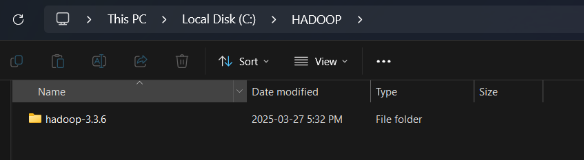 This PC > Local Disk (C:) > HADOOP >
Sort View •••
Name Date modified Type Size
hadoop-3.3.6 2025-03-27 5:32 PM File folder